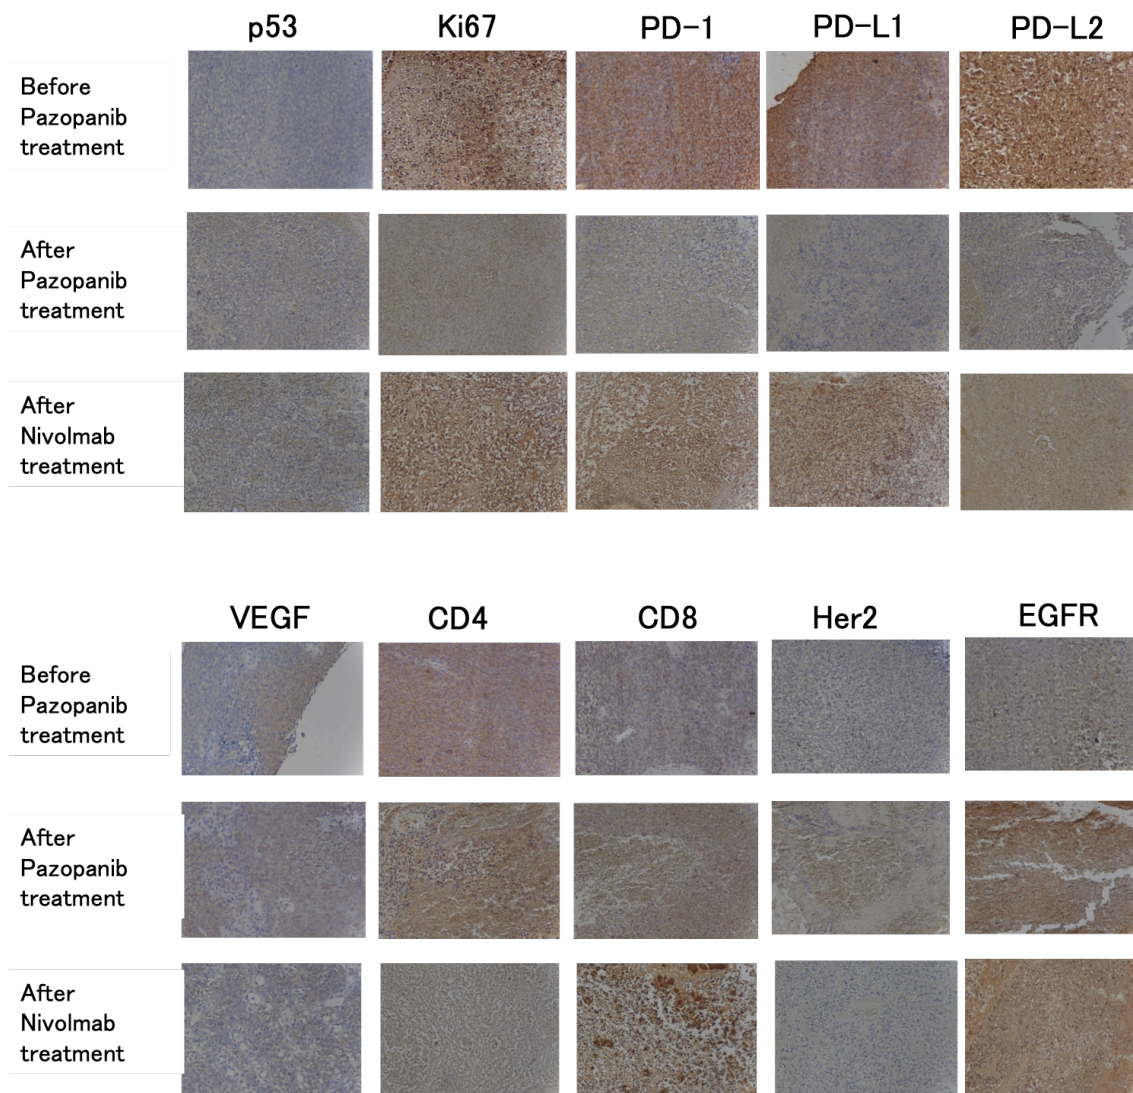 p53 Ki67 PD-1 PD-L1 PD-L2
Before
Pazopanib
treatment
After
Pazopanib
treatment
After
Nivolmab
treatment
VEGF CD4 CD8 Her2 EGFR
Before
Pazopanib
treatment
After
Pazopanib
treatment
After
Nivolmab
treatment